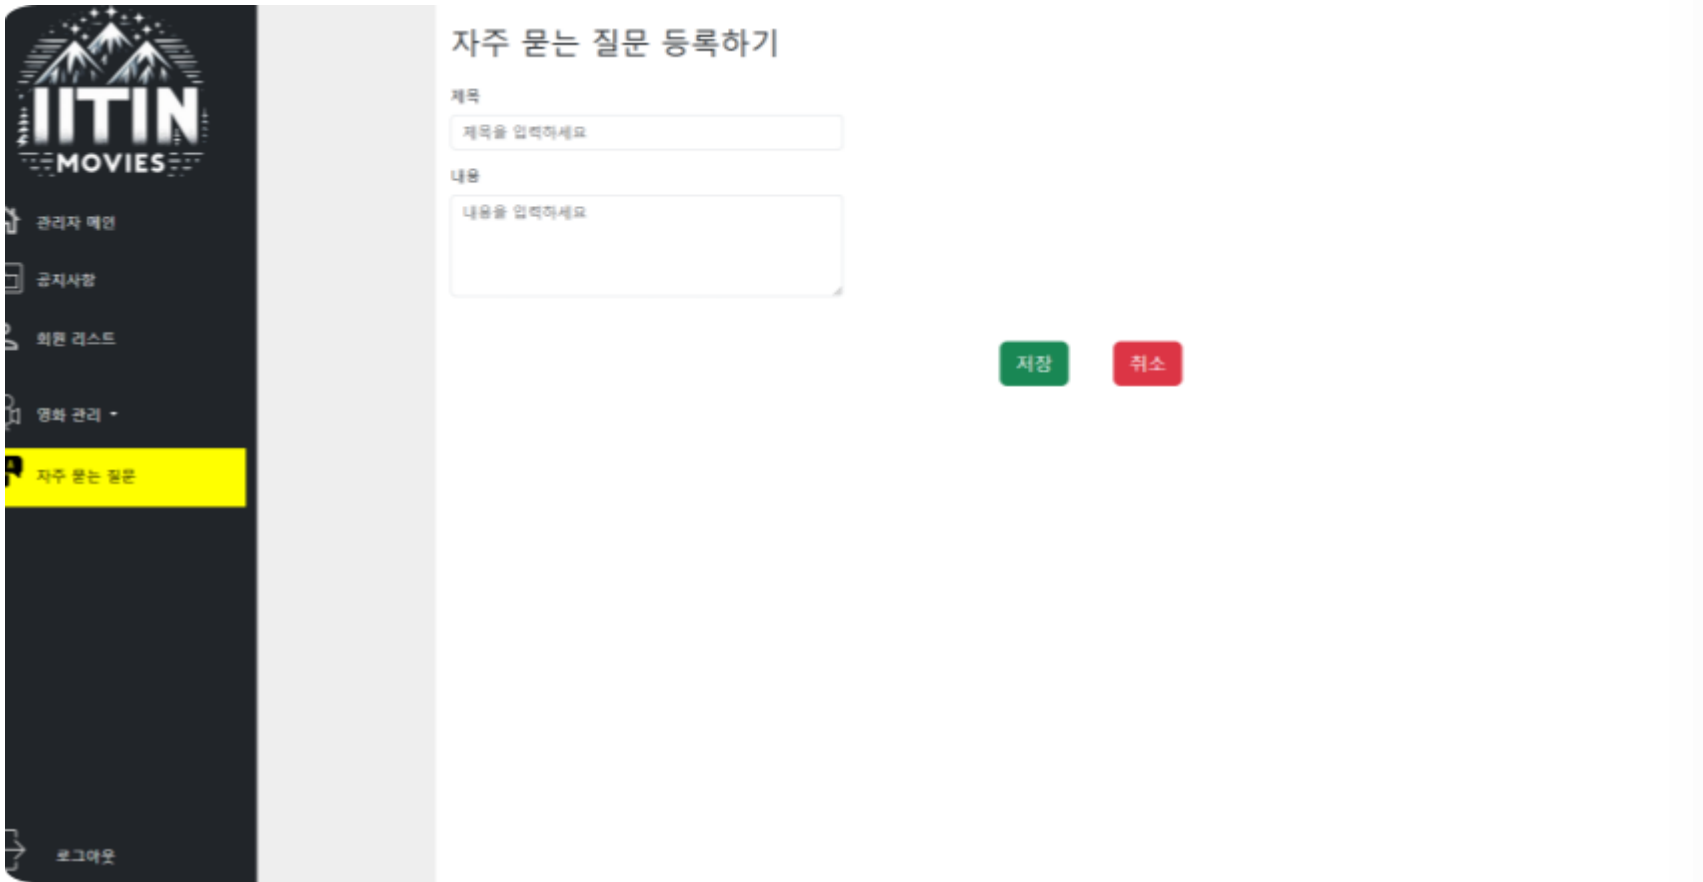 IITIN
MOVIES
관리자 메인
공지사항
회원 리스트
영화 관리
자주 묻는 질문
로그아웃
자주 묻는 질문 등록하기
제목
제목을 입력하세요
내용
내용을 입력하세요
저장
취소